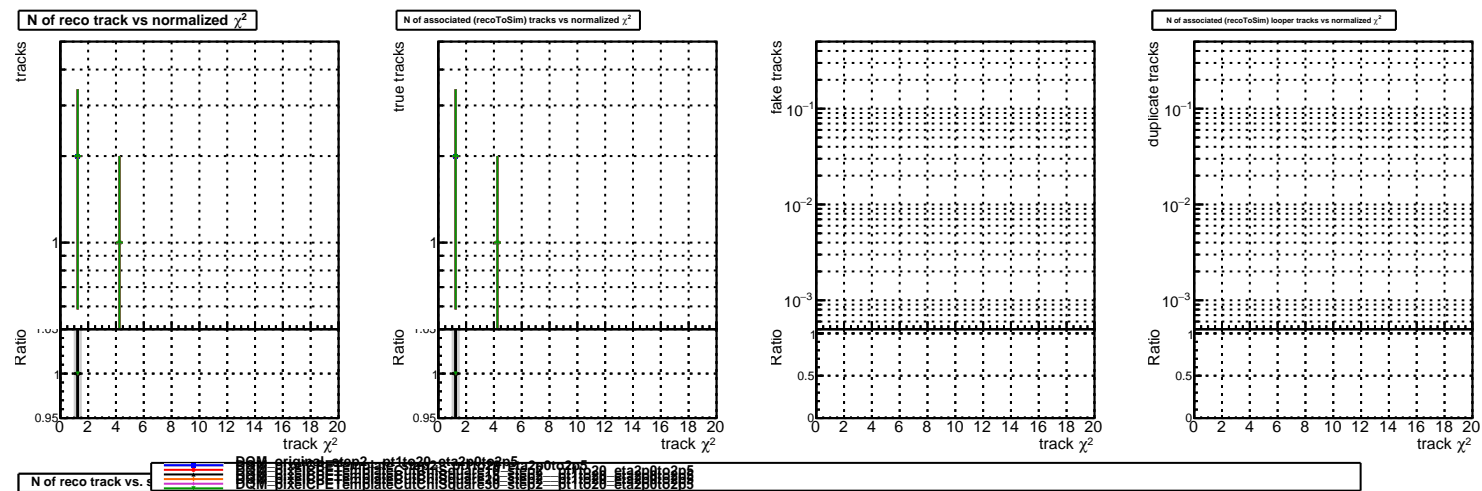 N of reco track vs normalized χ²
N of associated (recoToSim) tracks vs normalized χ²
N of associated (recoToSim) looper tracks vs normalized χ²
tracks
1
Ratio
1
0.95
0 2 4 6 8 10 12 14 16 18 20
track χ²
true tracks
1
Ratio
1
0.95
0 2 4 6 8 10 12 14 16 18 20
track χ²
fake tracks
10⁻¹
10⁻²
10⁻³
Ratio
1
0.5
0
0 2 4 6 8 10 12 14 16 18 20
track χ²
duplicate tracks
10⁻¹
10⁻²
10⁻³
Ratio
1
0.5
0
0 2 4 6 8 10 12 14 16 18 20
track χ²
N of reco track vs.